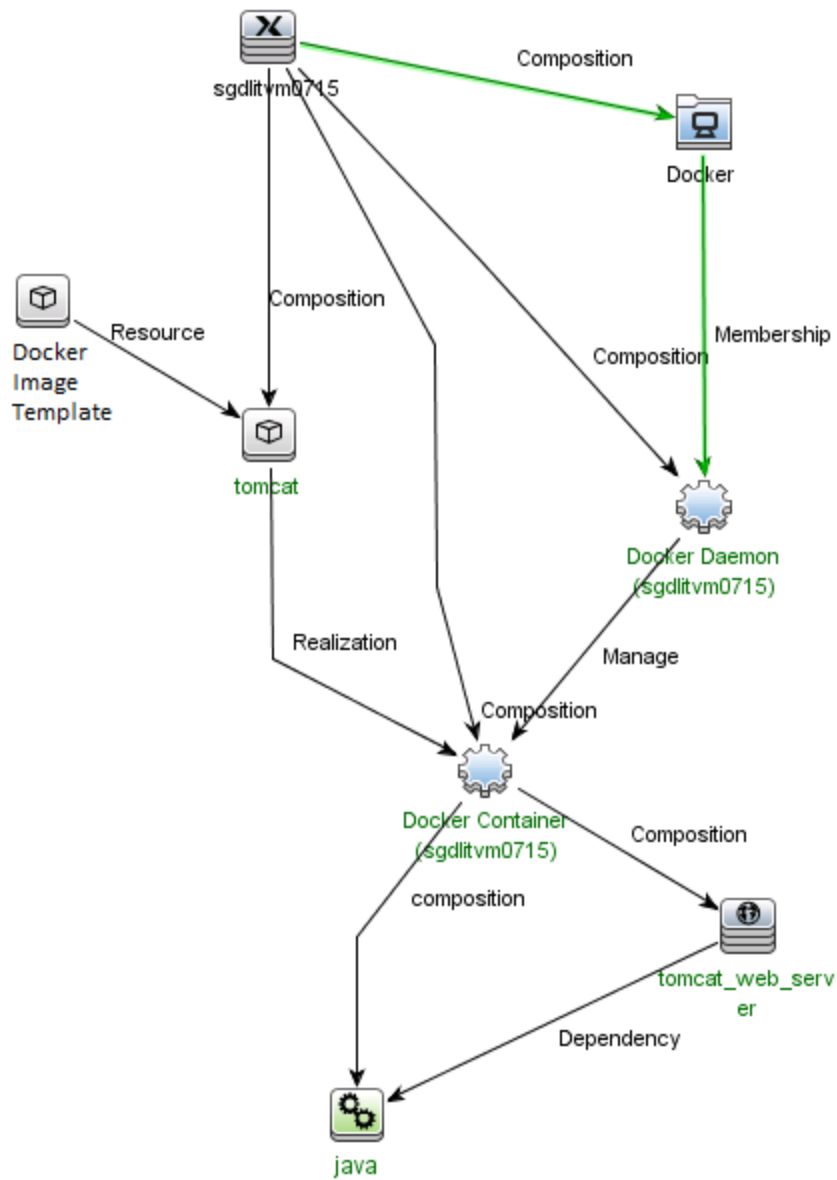 Composition
sgdlitvm0715
Docker
Composition
Resource
Membership
Docker
Image
Template
Composition
tomcat
Docker Daemon
(sgdlitvm0715)
Realization
Manage
Composition
Docker Container
(sgdlitvm0715)
Composition
composition
tomcat_web_serv
er
Dependency
java